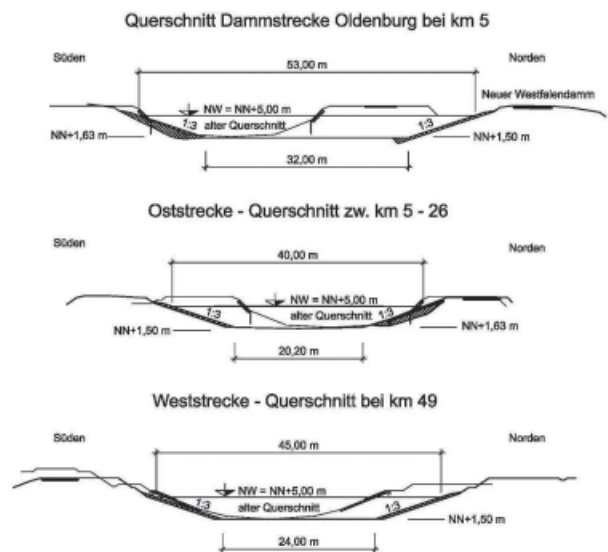 Querschnitt Dammstrecke Oldenburg bei km 5
Süden
Norden
53,00 m
Neuer Westfalendamm
NW = NN+5,00 m
1:3
alter Querschnitt
1:3
NN+1,63 m
NN+1,50 m
32,00 m
Oststrecke - Querschnitt zw. km 5 - 26
Süden
Norden
40,00 m
NW = NN+5,00 m
1:3
alter Querschnitt
1:3
NN+1,50 m
NN+1,63 m
20,20 m
Weststrecke - Querschnitt bei km 49
Süden
Norden
45,00 m
NW = NN+5,00 m
1:3
alter Querschnitt
1:3
NN+1,50 m
24,00 m